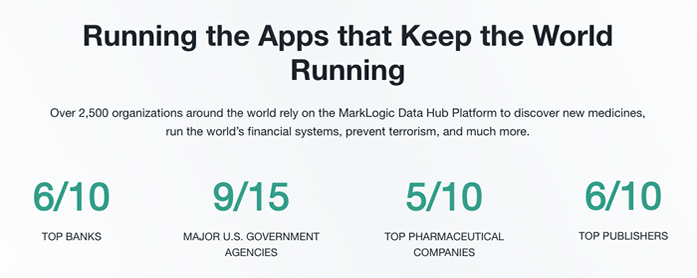 Running the Apps that Keep the World
Running
Over 2,500 organizations around the world rely on the MarkLogic Data Hub Platform to discover new medicines,
run the world's financial systems, prevent terrorism, and much more.
6/10
TOP BANKS
9/15
MAJOR U.S. GOVERNMENT
AGENCIES
5/10
TOP PHARMACEUTICAL
COMPANIES
6/10
TOP PUBLISHERS